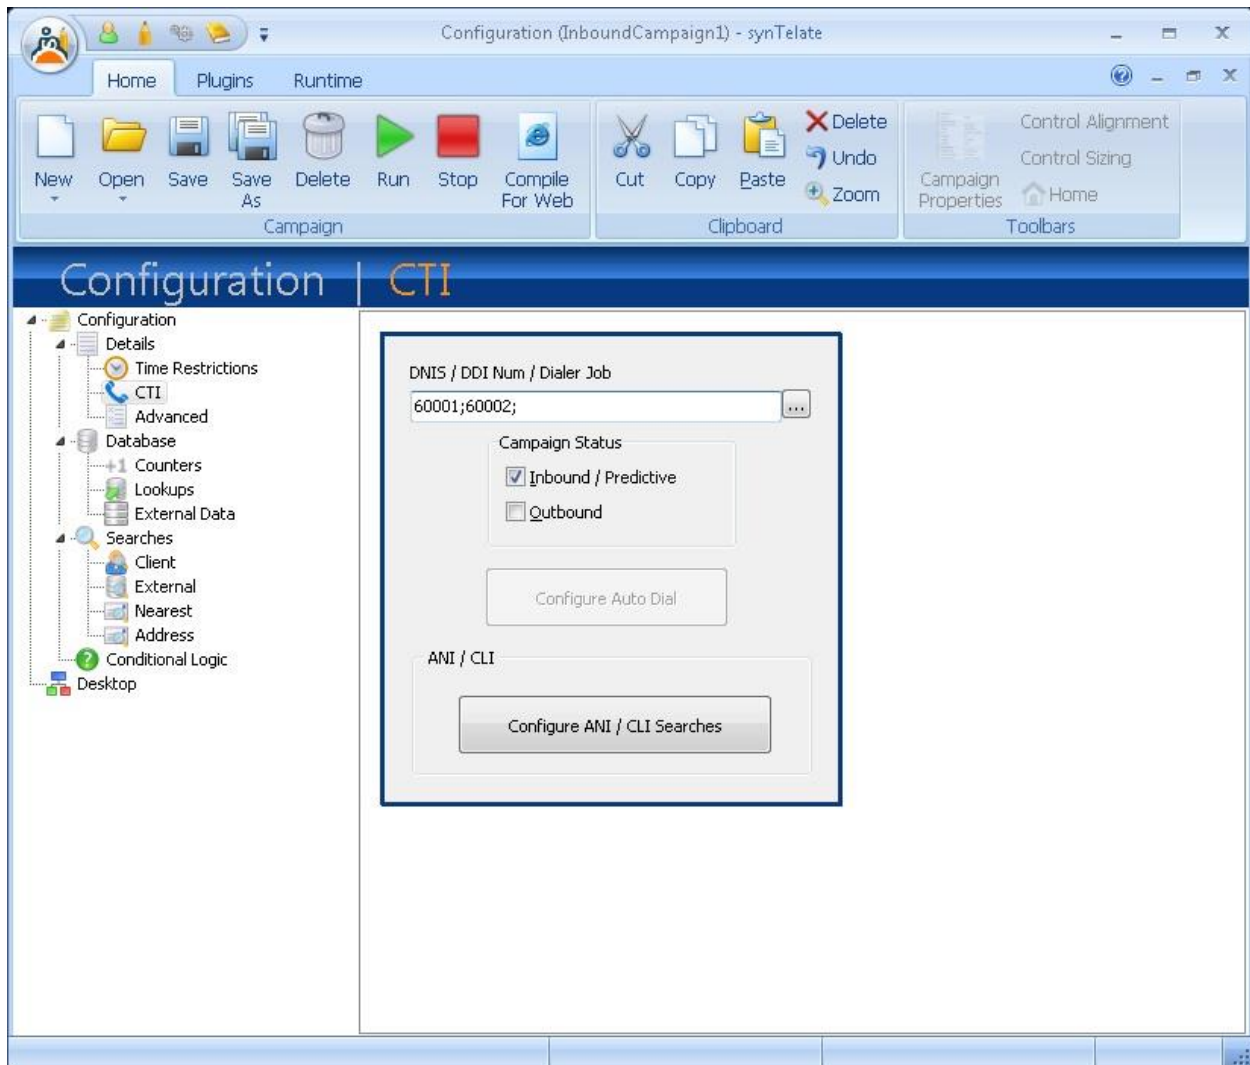 Configuration (InboundCampaign1) - synTelate
Home Plugins Runtime
New Open Save Save As Delete Run Stop Compile For Web
Campaign
Cut Copy Paste Delete Undo Zoom
Clipboard
Campaign Properties Control Alignment Control Sizing Home
Toolbars
Configuration | CTI
Configuration
Details
Time Restrictions
CTI
Advanced
Database
+1 Counters
Lookups
External Data
Searches
Client
External
Nearest
Address
Conditional Logic
Desktop
DNIS / DDI Num / Dialer Job
60001;60002;
...
Campaign Status
Inbound / Predictive
Outbound
Configure Auto Dial
ANI / CLI
Configure ANI / CLI Searches